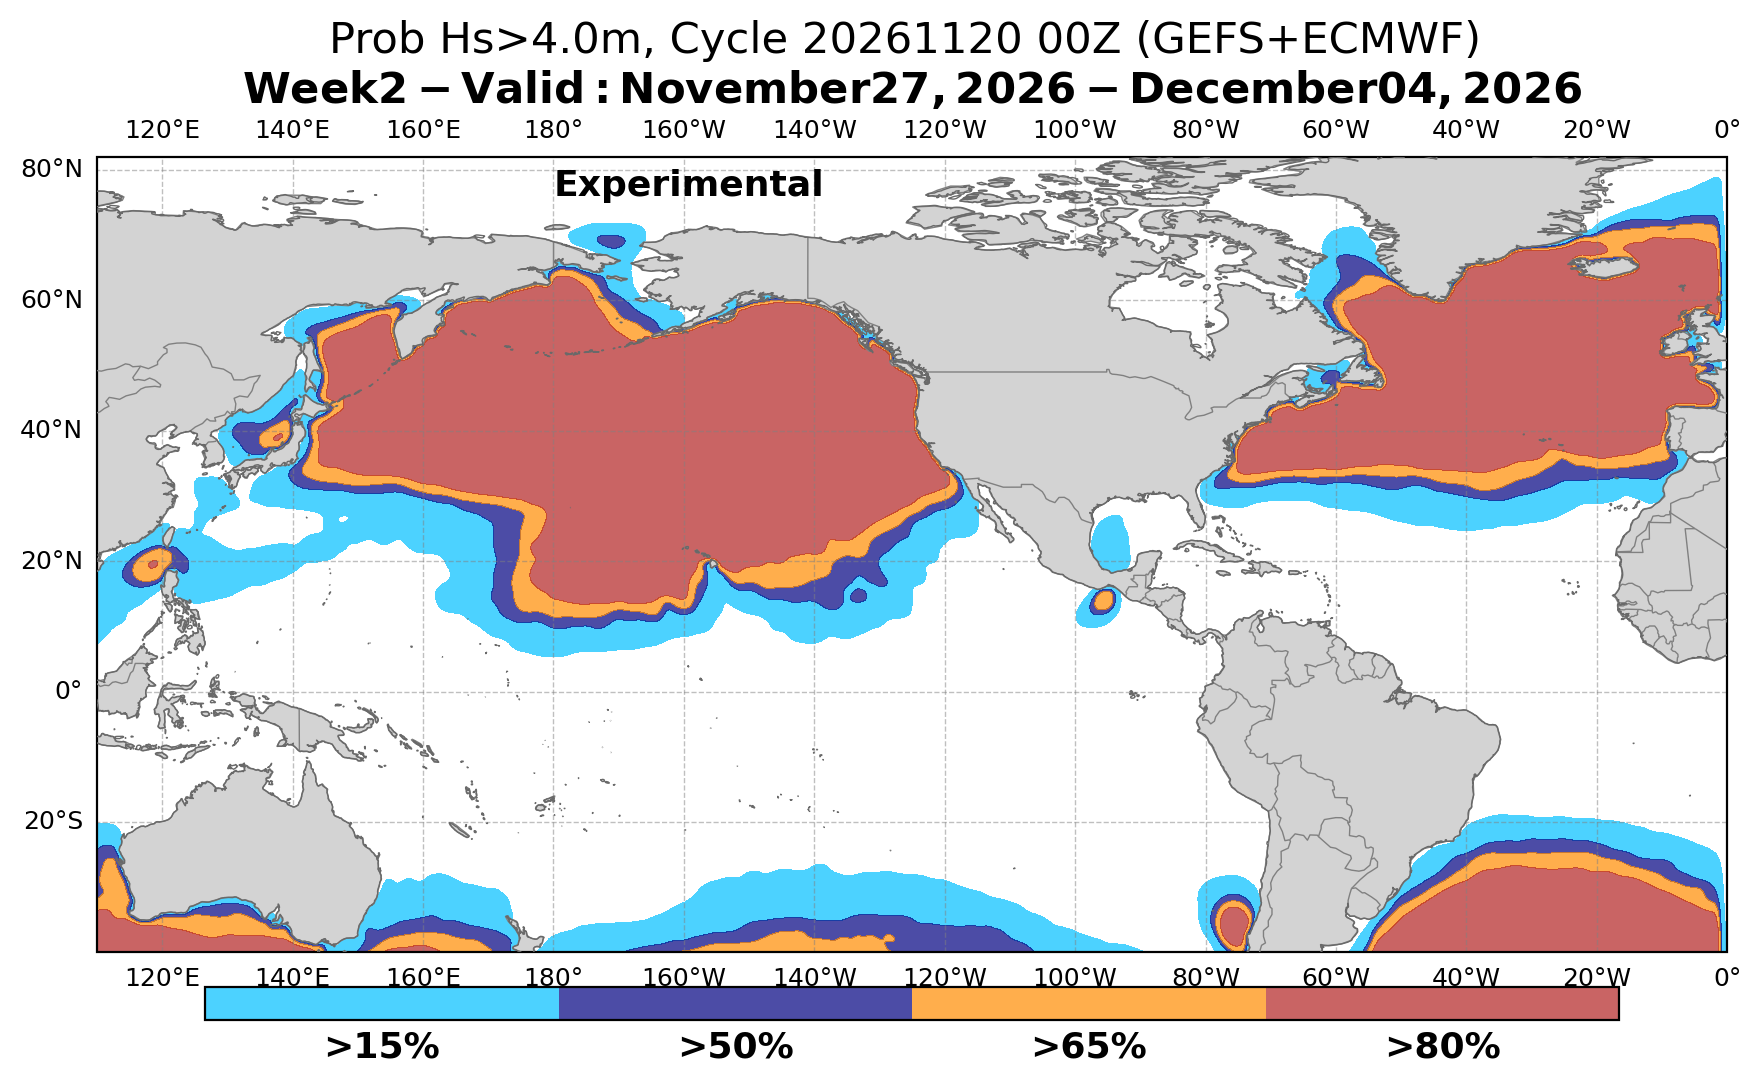 Prob Hs>4.0m, Cycle 20261120 00Z (GEFS+ECMWF)
Week2 – Valid : November27, 2026 – December04, 2026
120°E 140°E 160°E 180° 160°W 140°W 120°W 100°W 80°W 60°W 40°W 20°W 0°
80°N
Experimental
60°N
40°N
20°N
0°
20°S
120°E 140°E 160°E 180° 160°W 140°W 120°W 100°W 80°W 60°W 40°W 20°W 0°
>15% >50% >65% >80%